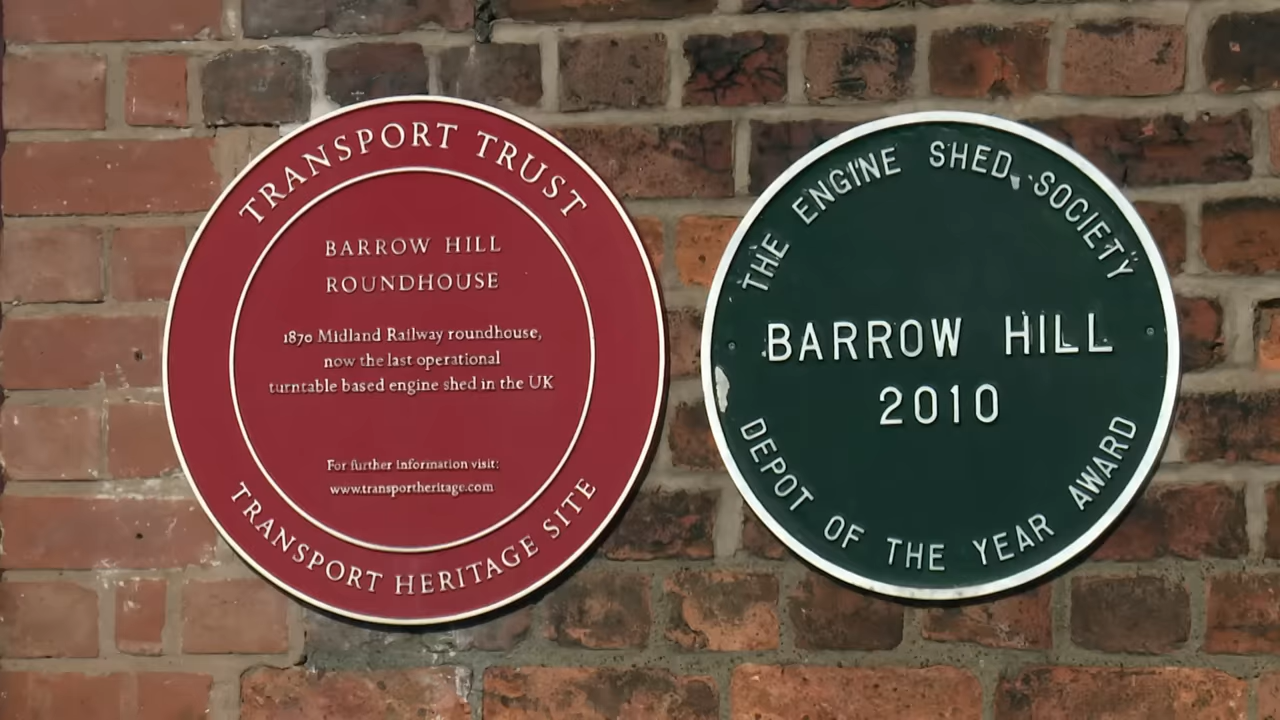 TRANSPORT TRUST
BARROW HILL
ROUNDHOUSE
1870 Midland Railway roundhouse,
now the last operational
turntable based engine shed in the UK
For further information visit:
www.transportheritage.com
TRANSPORT HERITAGE SITE
THE ENGINE SHED SOCIETY
BARROW HILL
2010
DEPOT OF THE YEAR AWARD